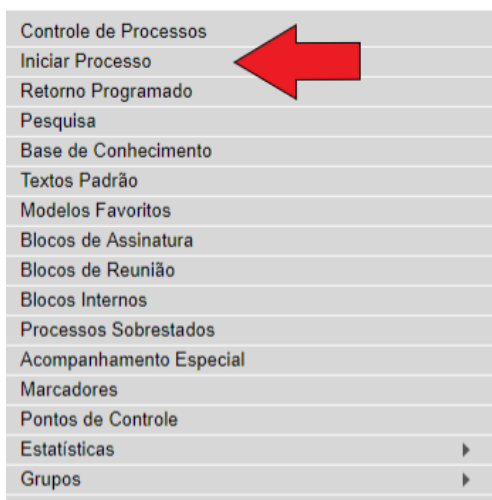 Controle de Processos
Iniciar Processo
Retorno Programado
Pesquisa
Base de Conhecimento
Textos Padrão
Modelos Favoritos
Blocos de Assinatura
Blocos de Reunião
Blocos Internos
Processos Sobrestados
Acompanhamento Especial
Marcadores
Pontos de Controle
Estatísticas
Grupos